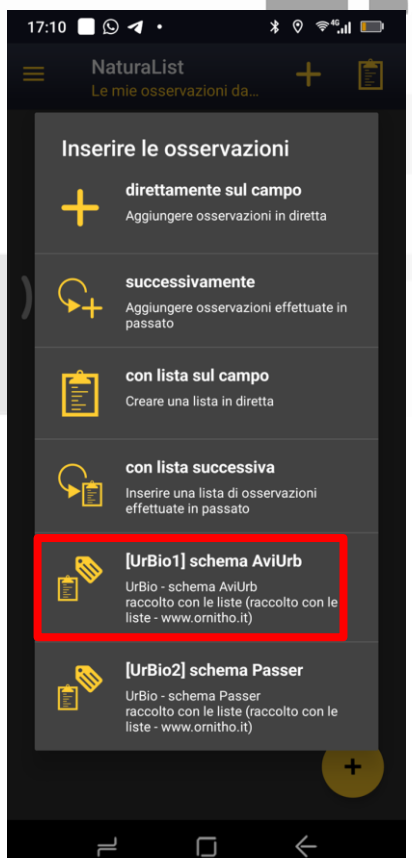 17:10
4G
NaturaList
Le mie osservazioni da...
Inserire le osservazioni
direttamente sul campo
Aggiungere osservazioni in diretta
successivamente
Aggiungere osservazioni effettuate in
passato
con lista sul campo
Creare una lista in diretta
con lista successiva
Inserire una lista di osservazioni
effettuate in passato
[UrBio1] schema AviUrb
UrBio - schema AviUrb
raccolto con le liste (raccolto con le
liste - www.ornitho.it)
[UrBio2] schema Passer
UrBio - schema Passer
raccolto con le liste (raccolto con le
liste - www.ornitho.it)